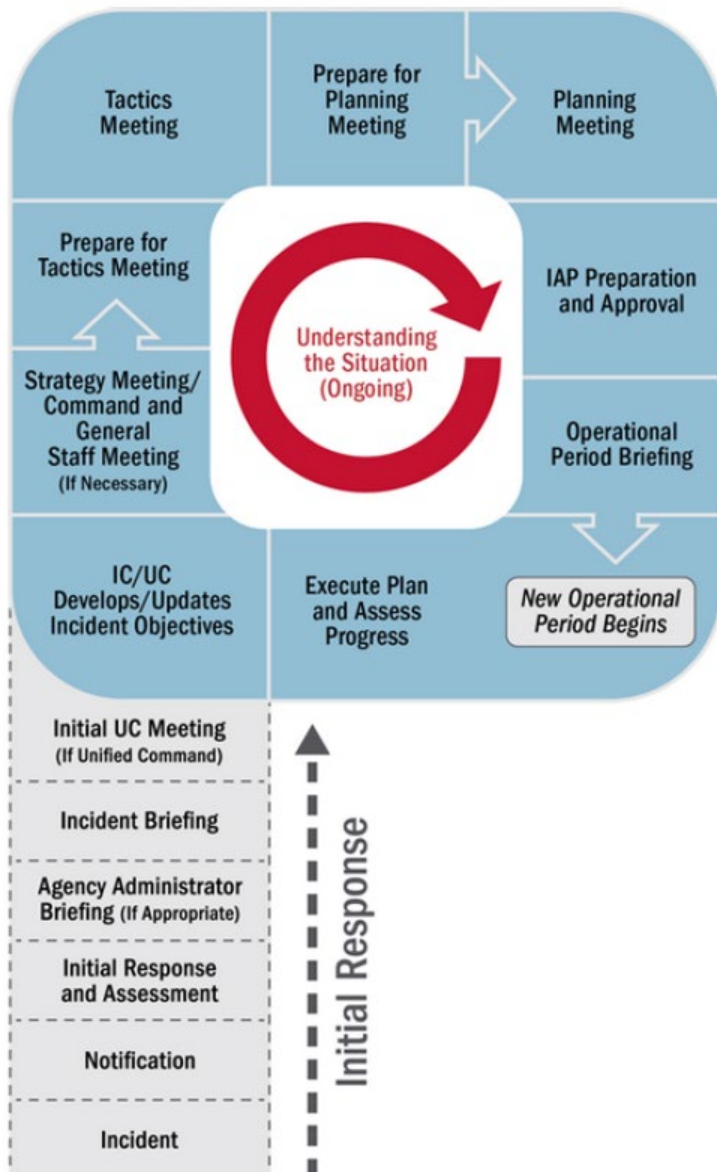 Tactics
Meeting
Prepare for
Planning
Meeting
Planning
Meeting
Prepare for
Tactics Meeting
Understanding
the Situation
(Ongoing)
IAP Preparation
and Approval
Strategy Meeting/
Command and
General
Staff Meeting
(If Necessary)
Operational
Period Briefing
IC/UC
Develops/Updates
Incident Objectives
Execute Plan
and Assess
Progress
New Operational
Period Begins
Initial UC Meeting
(If Unified Command)
Incident Briefing
Agency Administrator
Briefing (If Appropriate)
Initial Response
and Assessment
Notification
Incident
Initial Response